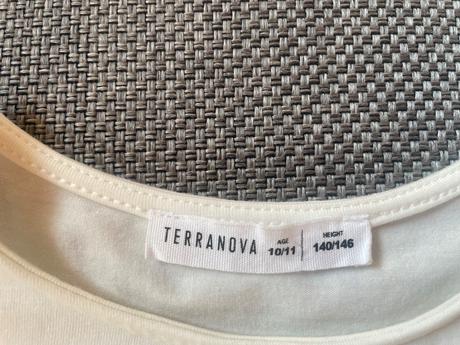 TERRANOVA
AGE
10/11
HEIGHT
140/146